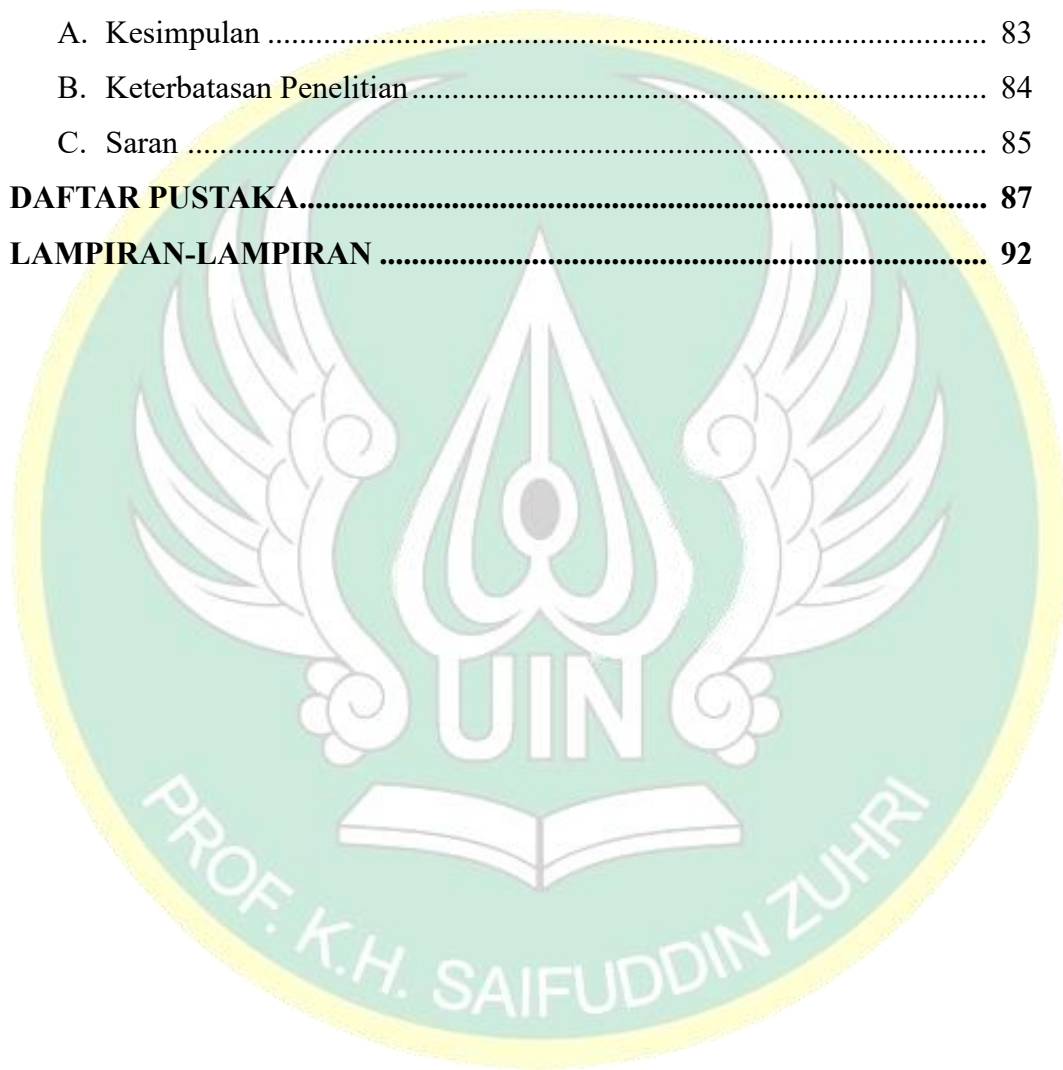 A. Kesimpulan ........................................................................................... 83
B. Keterbatasan Penelitian ........................................................................ 84
C. Saran ..................................................................................................... 85
DAFTAR PUSTAKA....................................................................................... 87
LAMPIRAN-LAMPIRAN ............................................................................. 92
UIN
PROF. K.H. SAIFUDDIN ZUHRI